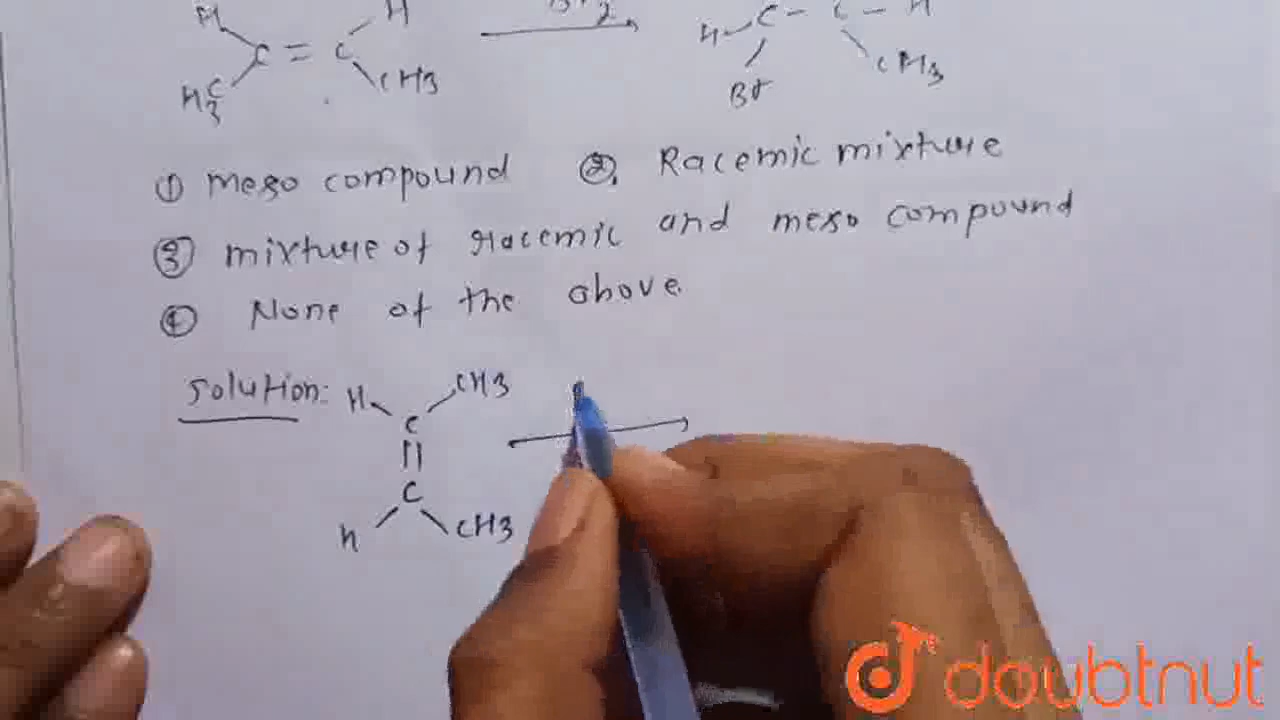 H H Br2 C - C - H
C = C H
H3C CH3 Br CH3
① meso compound ②. Racemic mixture
③ mixture of racemic and meso compound
④ None of the above.
Solution: H CH3
C
||
C
H CH3
doubtnut